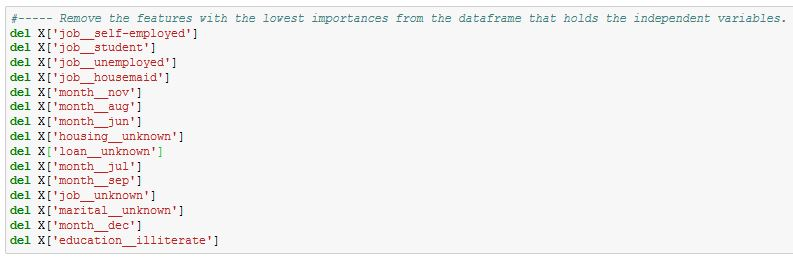 #----- Remove the features with the lowest importances from the dataframe that holds the independent variables.
del X['job__self-employed']
del X['job__student']
del X['job__unemployed']
del X['job__housemaid']
del X['month__nov']
del X['month__aug']
del X['month__jun']
del X['housing__unknown']
del X['loan__unknown']
del X['month__jul']
del X['month__sep']
del X['job__unknown']
del X['marital__unknown']
del X['month__dec']
del X['education__illiterate']